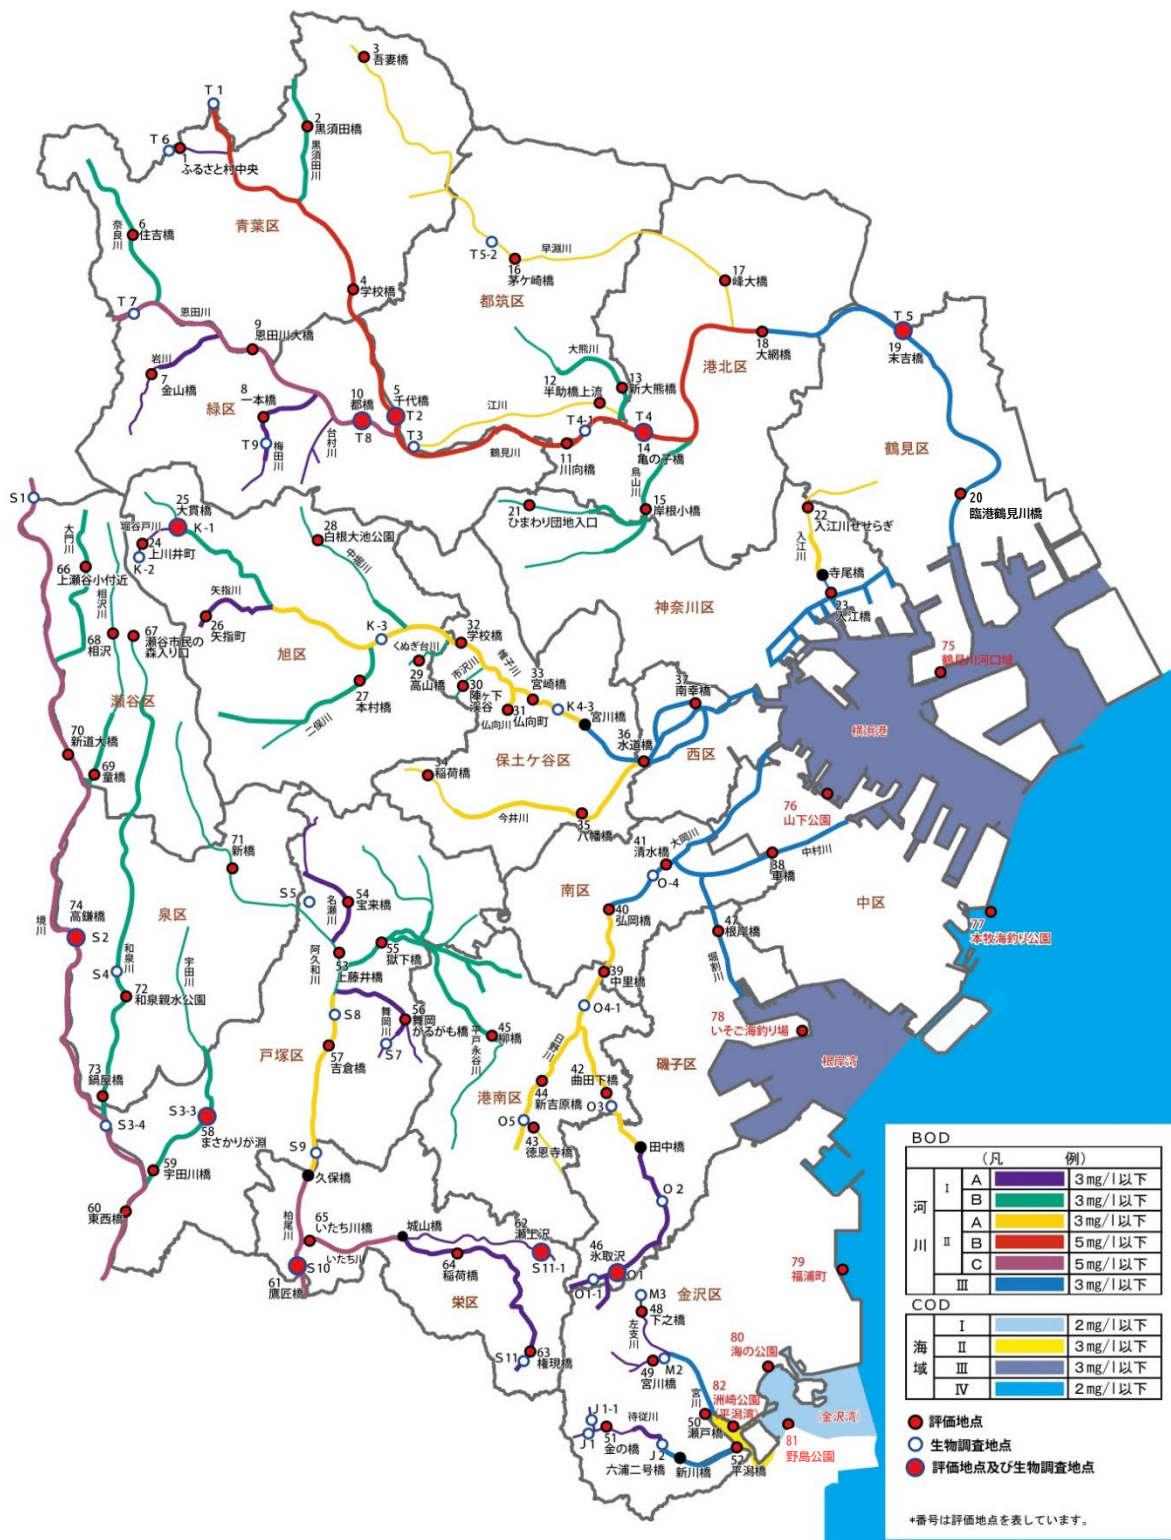 3
吾妻橋
T 1
2
黒須田橋
T 6
1
ふるさと村中央
黒須田川
青葉区
6
住吉橋
奈良川
T 5-2
早淵川
16
茅ケ崎橋
17
峰大橋
4
学校橋
都筑区
T 7
恩田川
9
恩田川大橋
T 5
19
末吉橋
18
大綱橋
港北区
岩川
7
金山橋
大熊川
13
新大熊橋
12
半助橋上流
8
一本橋
緑区
10
都橋
T 8
5
千代橋
T 2
江川
T 3
T4-1
T 4
14
亀の子橋
T9
梅田川
台村川
鶴見川
11
川向橋
鶴見区
鳥山川
S1
25
大貫橋
K-1
堀谷戸川
24
上川井町
K-2
28
白根大池公園
中堀川
21
ひまわり団地入口
15
岸根小橋
22
入江川せせらぎ
20
臨港鶴見川橋
大門川
66
上瀬谷小付近
相沢川
入江川
寺尾橋
23
入江橋
神奈川区
矢指川
26
矢指町
68
相沢
67
瀬谷市民の
森入り口
旭区
K-3
32
学校橋
くぬぎ台川
29
高山橋
市沢川
帷子川
30
陣ヶ下
渓谷
33
宮崎橋
K4-3
宮川橋
31
仏向町
仏向川
75
鶴見川河口域
瀬谷区
27
本村橋
二俣川
37
南幸橋
横浜港
70
新道大橋
69
童橋
36
水道橋
西区
保土ケ谷区
34
稲荷橋
今井川
35
八幡橋
76
山下公園
71
新橋
41
清水橋
大岡川
O-4
38
車橋
中村川
南区
中区
S5
54
宝来橋
名瀬川
74
高鎌橋
S2
泉区
境川
40
弘岡橋
47
根岸橋
77
本牧海釣り公園
堀割川
阿久和川
53
上藤井橋
55
嶽下橋
宇田川
和泉川
S4
72
和泉親水公園
39
中里橋
O4-1
S8
舞岡川
56
舞岡
かるがも橋
S7
57
吉倉橋
戸塚区
45
柳橋
平戸永谷川
日野川
78
いそご海釣り場
根岸湾
磯子区
42
曲田下橋
44
新吉原橋
O3
港南区
73
鍋屋橋
S3-4
S3-3
58
まさかりが淵
O5
43
徳恩寺橋
田中橋
S9
久保橋
59
宇田川橋
60
東西橋
柏尾川
65
いたち川橋
いたち川
城山橋
62
瀬上沢
S11-1
64
稲荷橋
S10
61
鷹匠橋
O 2
46
氷取沢
O1
O1-1
栄区
金沢区
M3
48
下之橋
左支川
79
福浦町
S11
63
権現橋
49
宮川橋
M2
80
海の公園
宮川
82
洲崎公園
(平潟湾)
50
瀬戸橋
J1-1
J1
51
金の橋
侍従川
J2
六浦二号橋
新川橋
52
平潟橋
(金沢湾)
81
野島公園
BOD
(凡 例)
河川 Ⅰ A 3mg/l以下
B 3mg/l以下
Ⅱ A 3mg/l以下
B 5mg/l以下
C 5mg/l以下
Ⅲ 3mg/l以下
COD
海域 Ⅰ 2mg/l以下
Ⅱ 3mg/l以下
Ⅲ 3mg/l以下
Ⅳ 2mg/l以下
評価地点
生物調査地点
評価地点及び生物調査地点
*番号は評価地点を表しています。